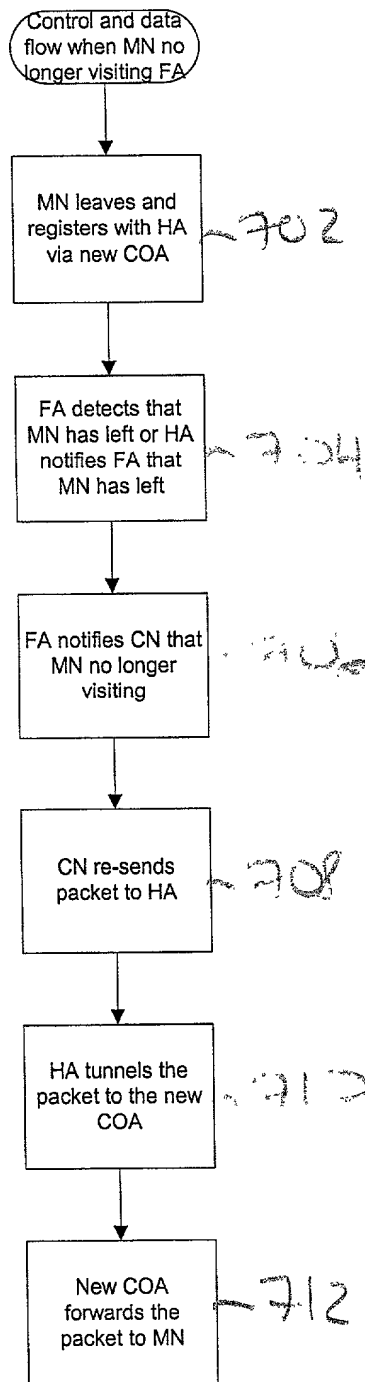 Control and data
flow when MN no
longer visiting FA
MN leaves and
registers with HA
via new COA
702
FA detects that
MN has left or HA
notifies FA that
MN has left
704
FA notifies CN that
MN no longer
visiting
CN re-sends
packet to HA
708
HA tunnels the
packet to the new
COA
New COA
forwards the
packet to MN
712